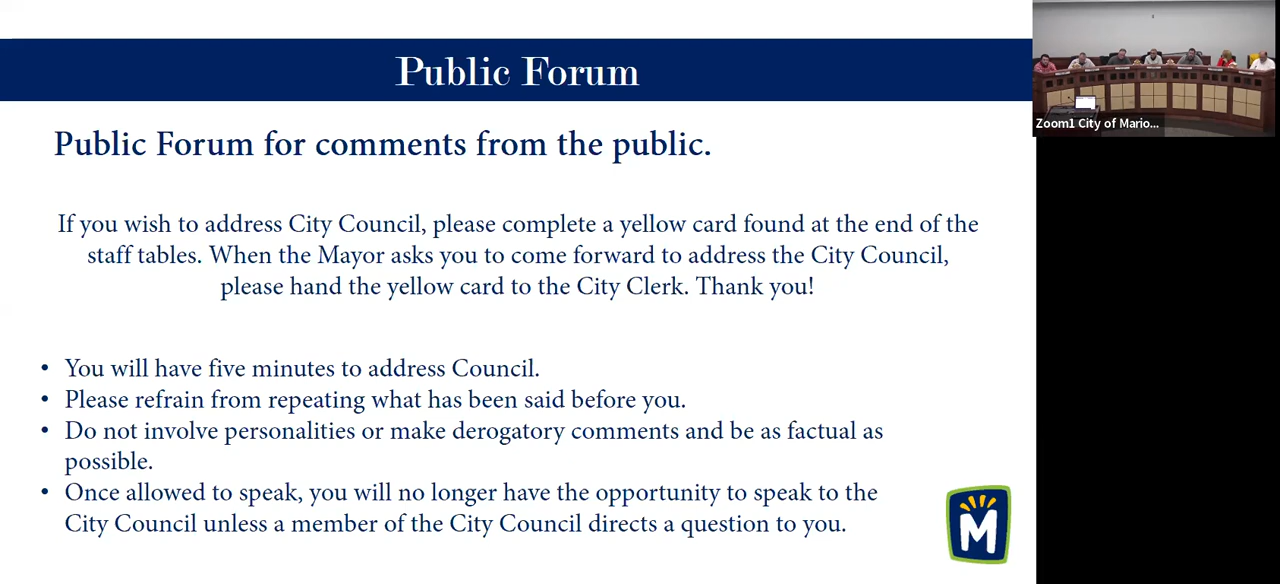 Public Forum
Public Forum for comments from the public.
If you wish to address City Council, please complete a yellow card found at the end of the
staff tables. When the Mayor asks you to come forward to address the City Council,
please hand the yellow card to the City Clerk. Thank you!
• You will have five minutes to address Council.
• Please refrain from repeating what has been said before you.
• Do not involve personalities or make derogatory comments and be as factual as
possible.
• Once allowed to speak, you will no longer have the opportunity to speak to the
City Council unless a member of the City Council directs a question to you.
M
Zoom1 City of Mario...